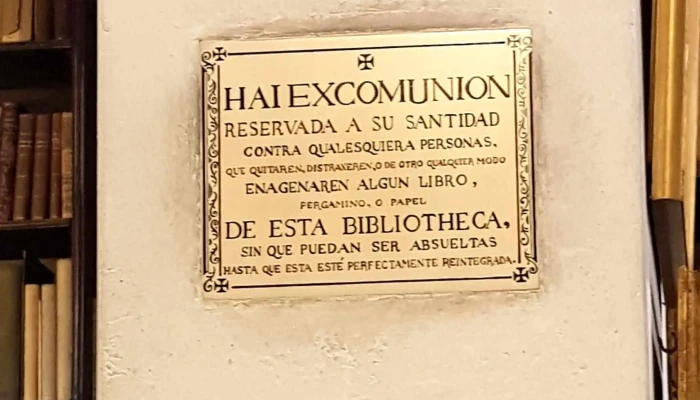 HAI EXCOMUNION
RESERVADA A SU SANTIDAD
CONTRA QUALESQUIERA PERSONAS,
QUE QUITAREN, DISTRAXEREN, O DE OTRO QUALQUIER MODO
ENAGENAREN ALGUN LIBRO,
PERGAMINO, O PAPEL
DE ESTA BIBLIOTHECA,
SIN QUE PUEDAN SER ABSUELTAS
HASTA QUE ESTA ESTÉ PERFECTAMENTE REINTEGRADA.